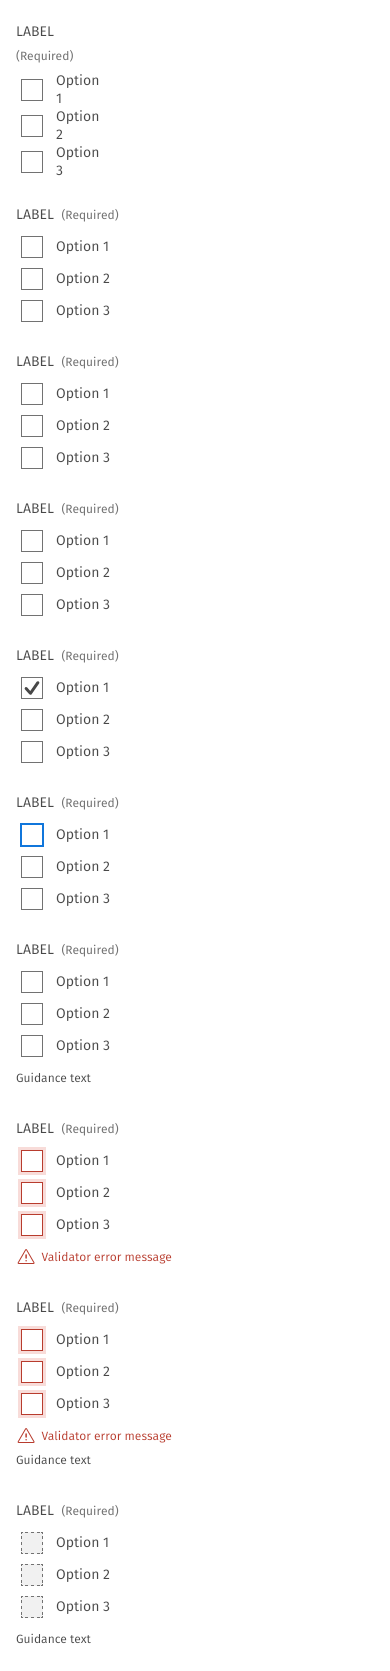 LABEL
(Required)
Option
1
Option
2
Option
3
LABEL (Required)
Option 1
Option 2
Option 3
LABEL (Required)
Option 1
Option 2
Option 3
LABEL (Required)
Option 1
Option 2
Option 3
LABEL (Required)
Option 1
Option 2
Option 3
LABEL (Required)
Option 1
Option 2
Option 3
LABEL (Required)
Option 1
Option 2
Option 3
Guidance text
LABEL (Required)
Option 1
Option 2
Option 3
Validator error message
LABEL (Required)
Option 1
Option 2
Option 3
Validator error message
Guidance text
LABEL (Required)
Option 1
Option 2
Option 3
Guidance text